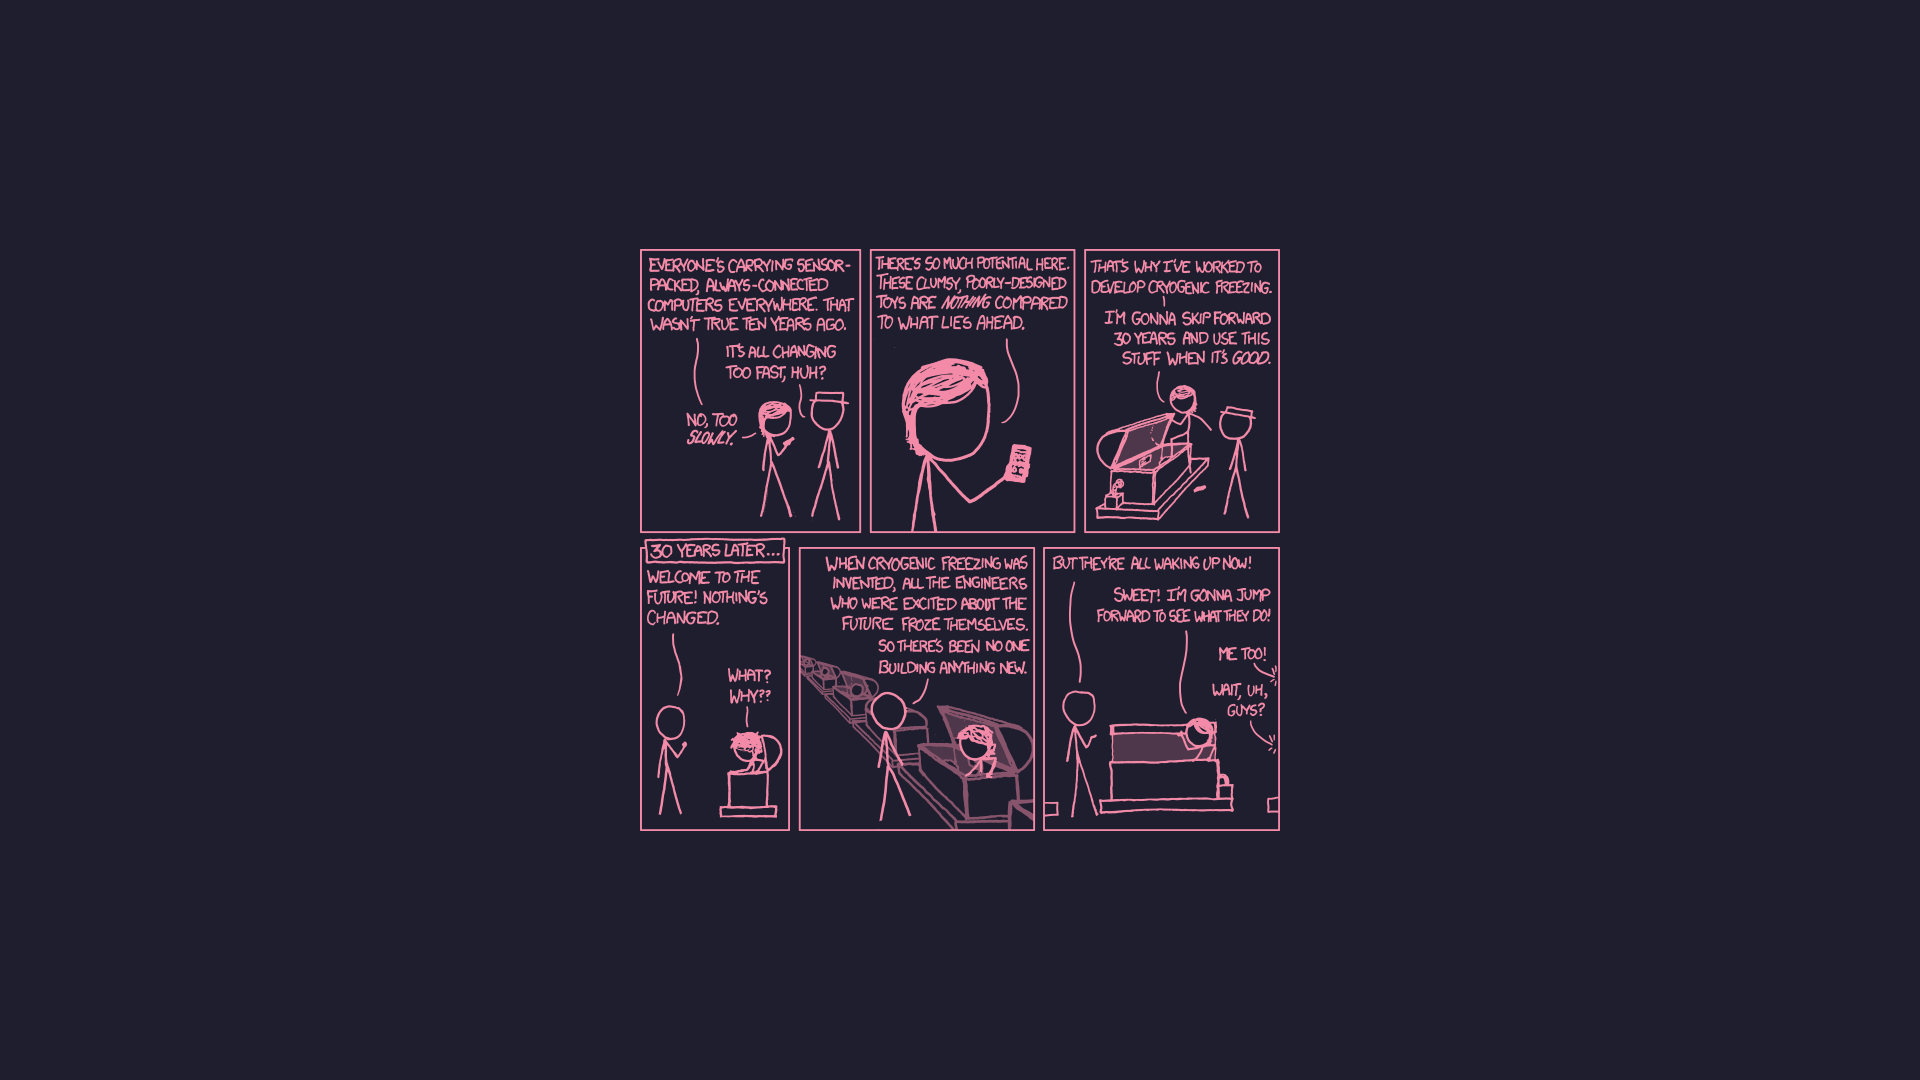 EVERYONE'S CARRYING SENSOR-
PACKED, ALWAYS-CONNECTED
COMPUTERS EVERYWHERE. THAT
WASN'T TRUE TEN YEARS AGO.
IT'S ALL CHANGING
TOO FAST, HUH?
NO, TOO
SLOWLY.
THERE'S SO MUCH POTENTIAL HERE.
THESE CLUMSY, POORLY-DESIGNED
TOYS ARE NOTHING COMPARED
TO WHAT LIES AHEAD.
THAT'S WHY I'VE WORKED TO
DEVELOP CRYOGENIC FREEZING.
I'M GONNA SKIP FORWARD
30 YEARS AND USE THIS
STUFF WHEN IT'S GOOD.
30 YEARS LATER...
WELCOME TO THE
FUTURE! NOTHING'S
CHANGED.
WHAT?
WHY??
WHEN CRYOGENIC FREEZING WAS
INVENTED, ALL THE ENGINEERS
WHO WERE EXCITED ABOUT THE
FUTURE FROZE THEMSELVES.
SO THERE'S BEEN NO ONE
BUILDING ANYTHING NEW.
BUT THEY'RE ALL WAKING UP NOW!
SWEET! I'M GONNA JUMP
FORWARD TO SEE WHAT THEY DO!
ME TOO!
WAIT, UH,
GUYS?